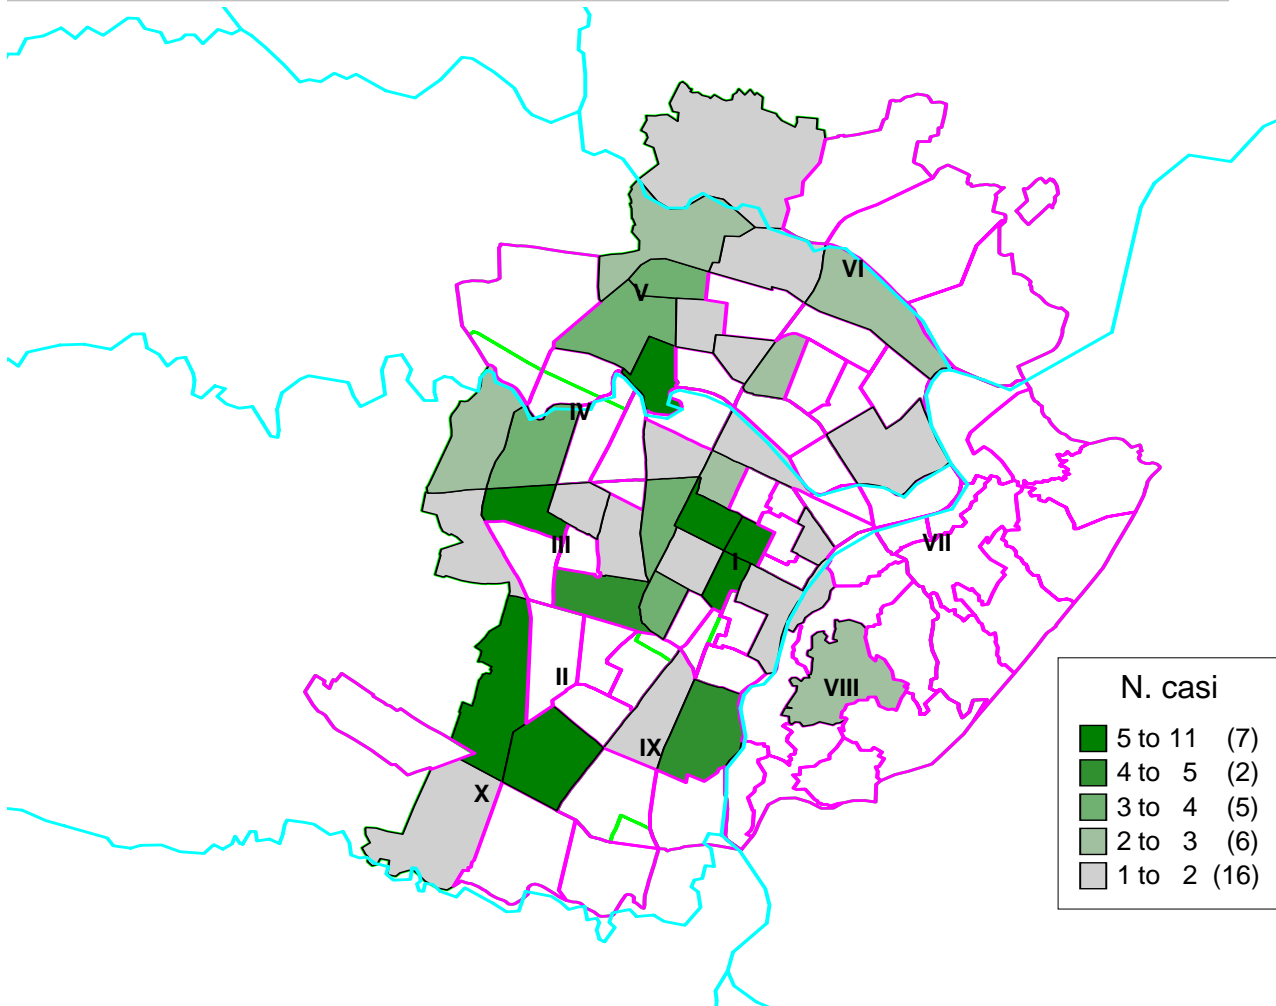 VI
V
IV
VII
III
I
II
VIII
IX
X
N. casi
5 to 11 (7)
4 to 5 (2)
3 to 4 (5)
2 to 3 (6)
1 to 2 (16)